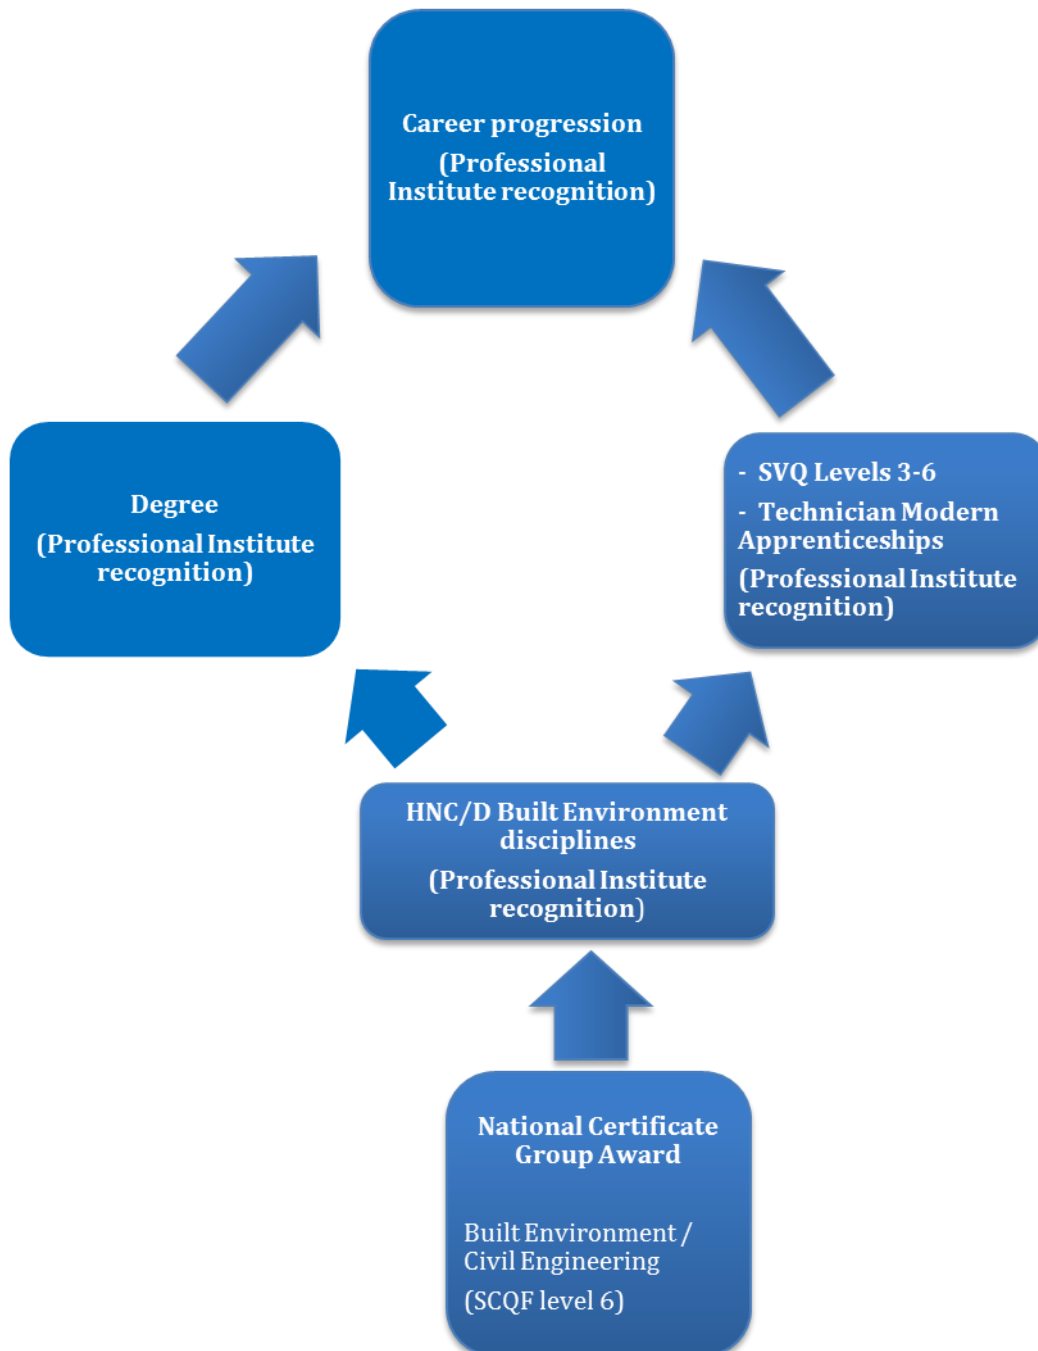 Career progression
(Professional
Institute recognition)
Degree
(Professional Institute
recognition)
- SVQ Levels 3-6
- Technician Modern
Apprenticeships
(Professional Institute
recognition)
HNC/D Built Environment
disciplines
(Professional Institute
recognition)
National Certificate
Group Award
Built Environment /
Civil Engineering
(SCQF level 6)